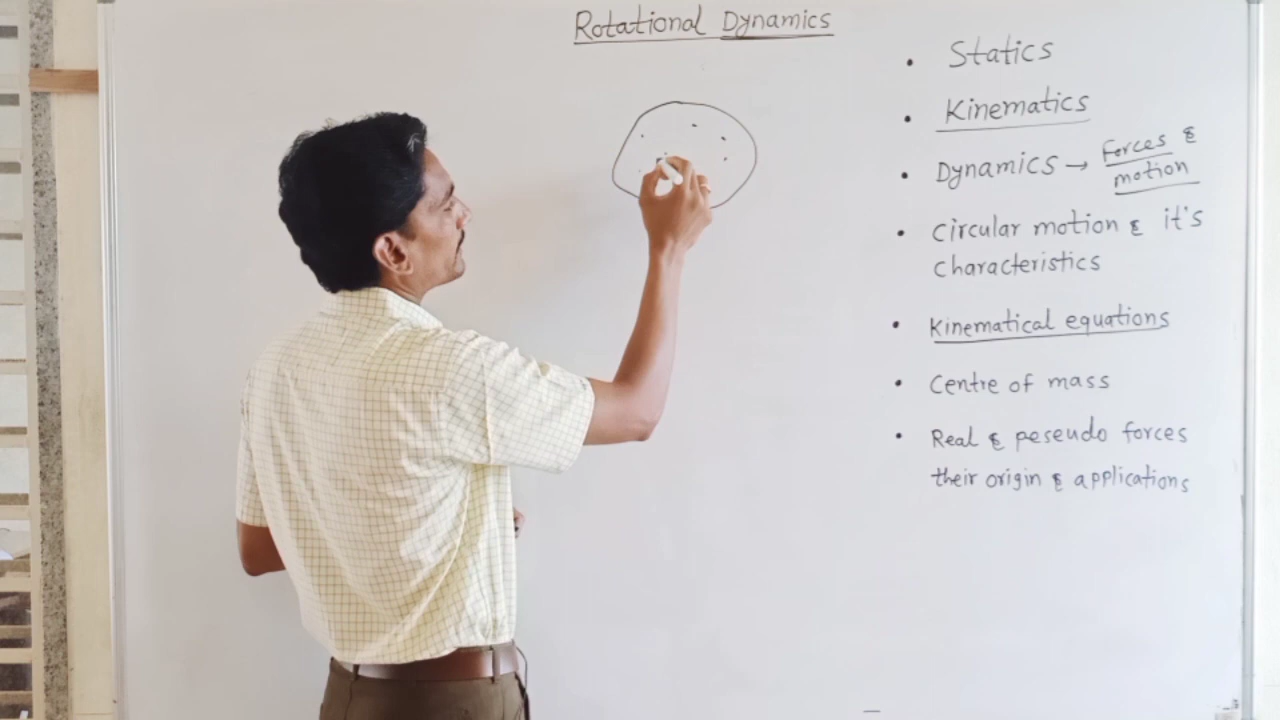 Rotational Dynamics
• Statics
• Kinematics
• Dynamics → Forces &
motion
• Circular motion & it's
characteristics
• Kinematical equations
• Centre of mass
• Real & peseudo forces
their origin & applications